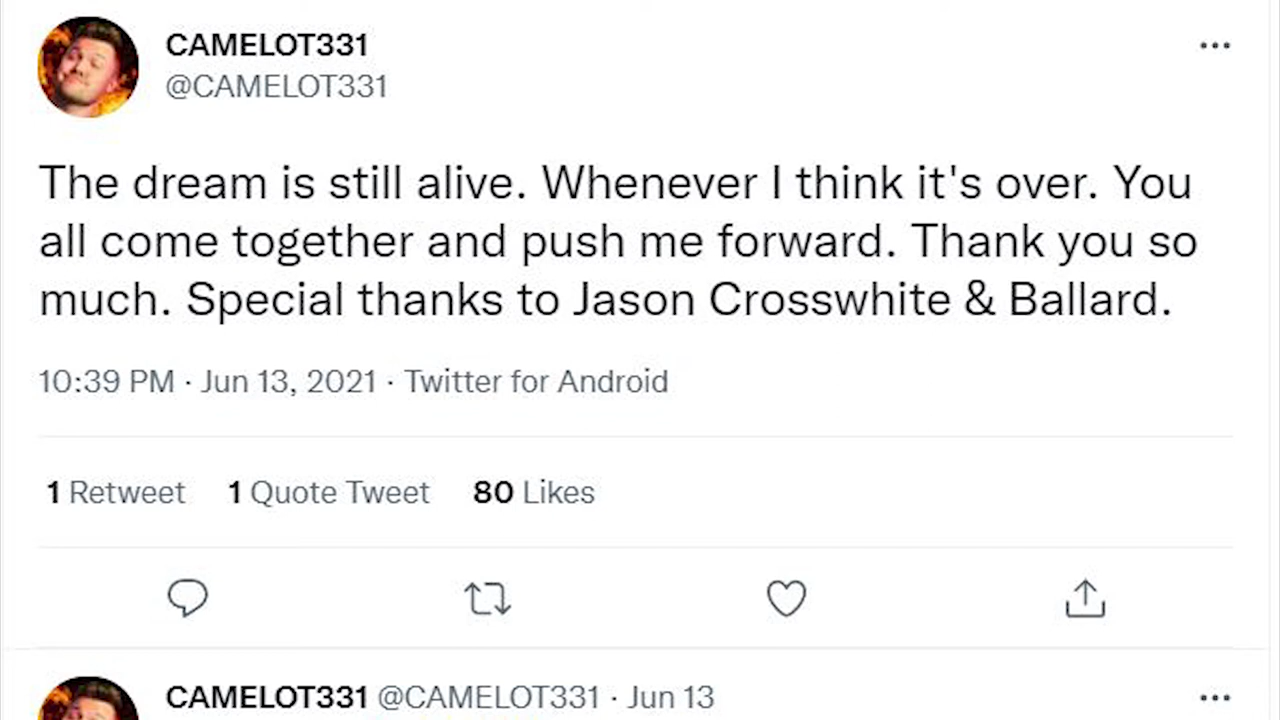 CAMELOT331
@CAMELOT331
The dream is still alive. Whenever I think it's over. You
all come together and push me forward. Thank you so
much. Special thanks to Jason Crosswhite & Ballard.
10:39 PM · Jun 13, 2021 · Twitter for Android
1 Retweet 1 Quote Tweet 80 Likes
CAMELOT331 @CAMELOT331 · Jun 13